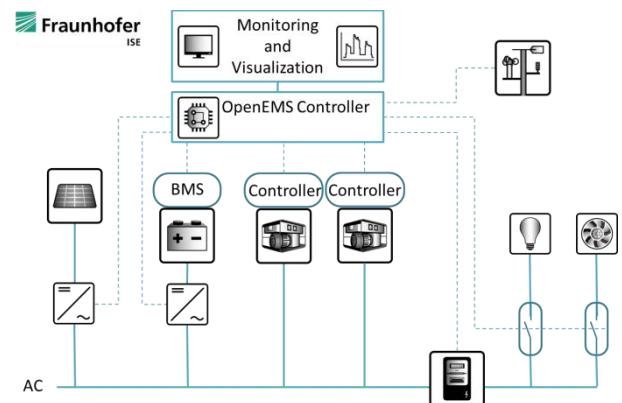 Fraunhofer
ISE
Monitoring
and
Visualization
OpenEMS Controller
BMS
Controller
Controller
AC